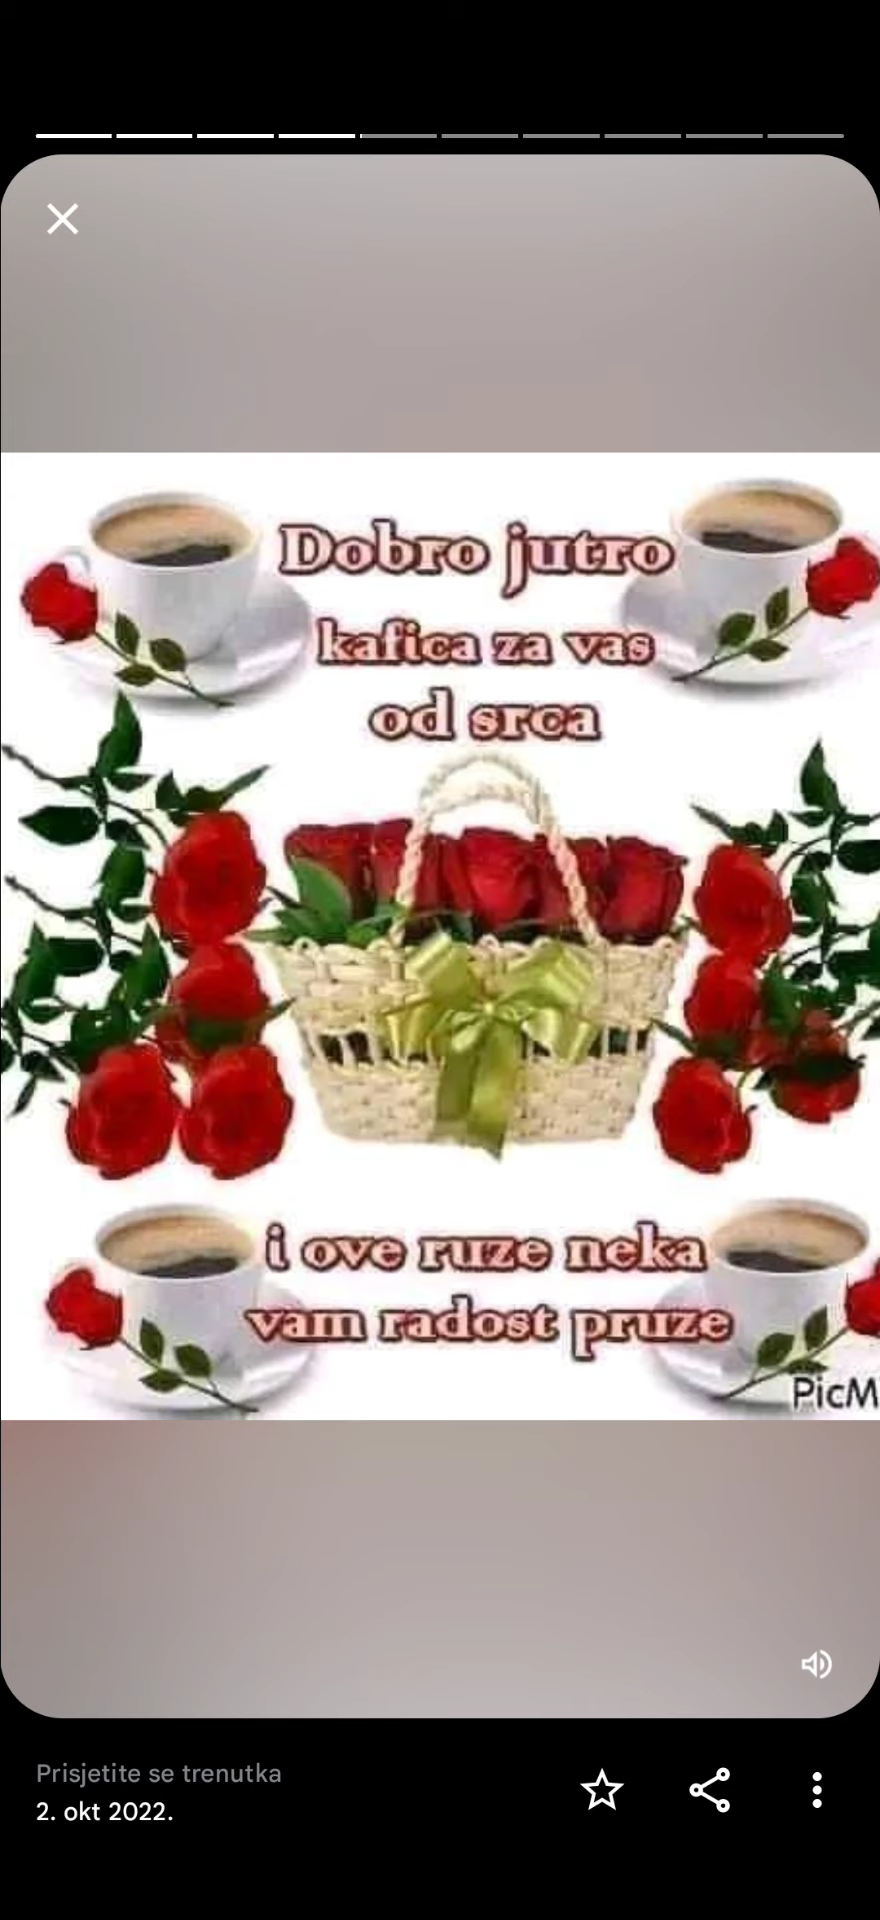 Dobro jutro
kafica za vas
od srca
i ove ruze neka
vam radost pruze
PicM
Prisjetite se trenutka
2. okt 2022.